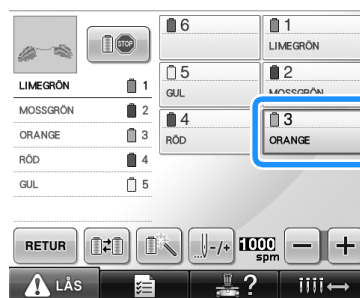 STOP
6
1
LIMEGRÖN
5
GUL
2
MOSSGRÖN
4
RÖD
3
ORANGE
LIMEGRÖN 1
MOSSGRÖN 2
ORANGE 3
RÖD 4
GUL 5
RETUR
-/+
1000
spm
− +
LÅS
?